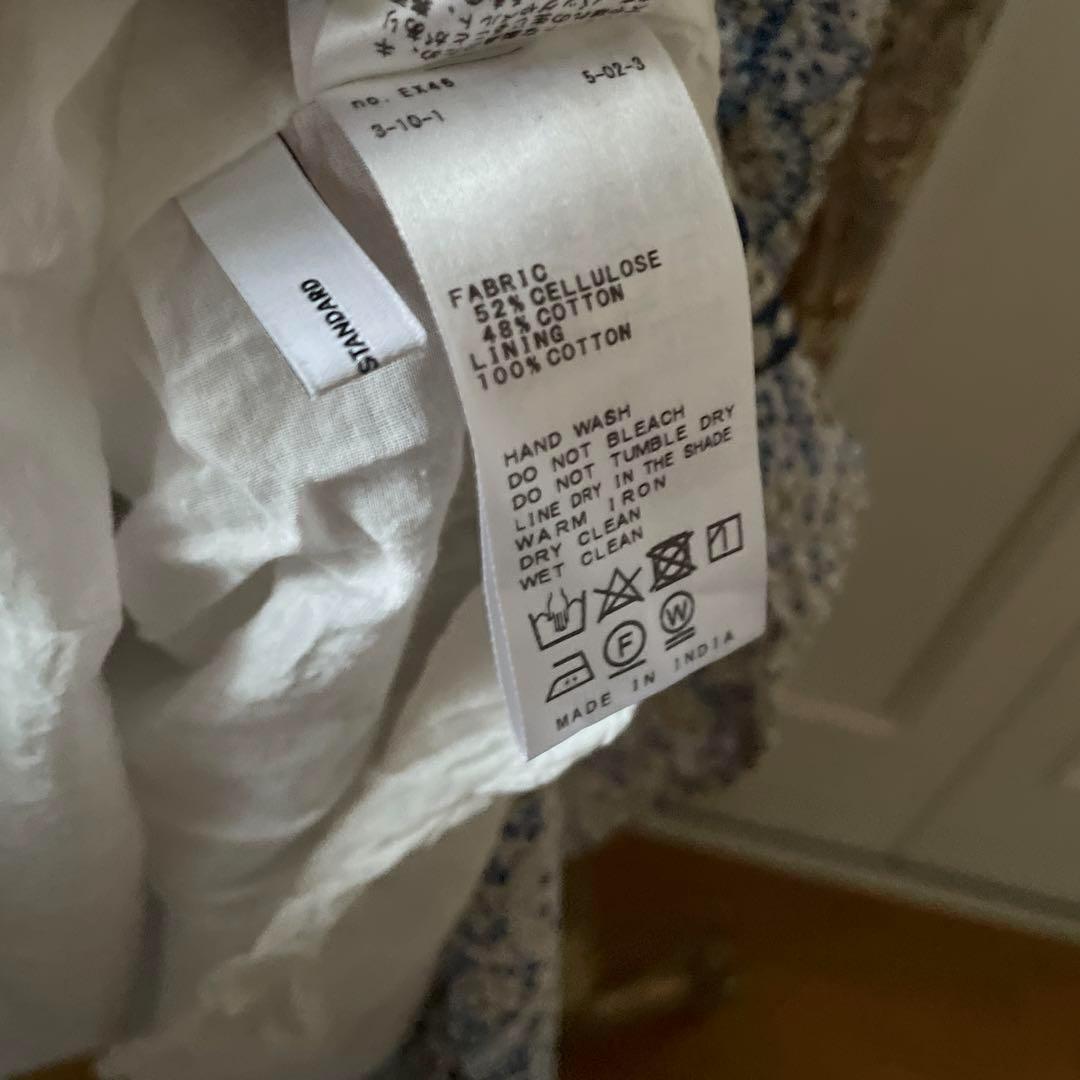 no. EX46 5-02-3
3-10-1
STANDARD
FABRIC
52% CELLULOSE
48% COTTON
LINING
100% COTTON
HAND WASH
DO NOT BLEACH
DO NOT TUMBLE DRY
LINE DRY IN THE SHADE
WARM IRON
DRY CLEAN
WET CLEAN
F W
MADE IN INDIA